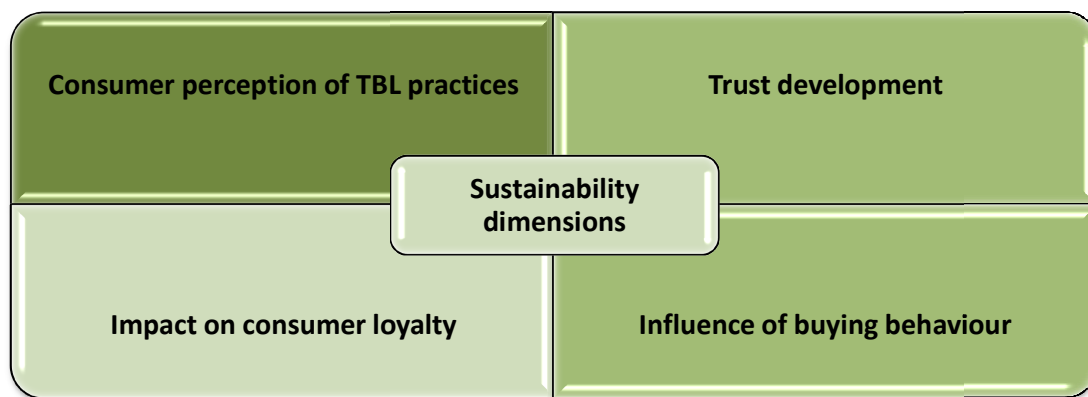 Consumer perception of TBL practices
Trust development
Sustainability
dimensions
Impact on consumer loyalty
Influence of buying behaviour